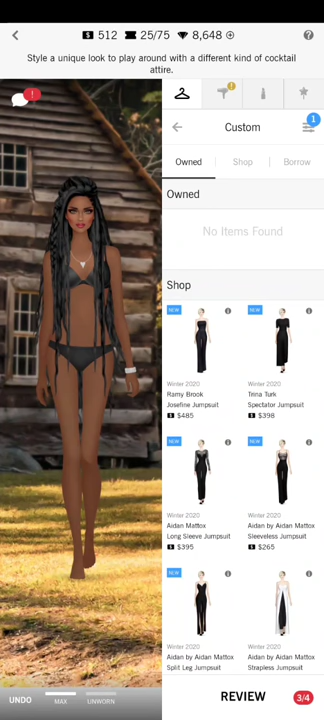 512 25/75 8,648
Style a unique look to play around with a different kind of cocktail
attire.
Custom
1
Owned Shop Borrow
Owned
No Items Found
Shop
NEW NEW
Winter 2020 Winter 2020
Ramy Brook Trina Turk
Josefine Jumpsuit Spectator Jumpsuit
$485 $398
NEW NEW
Winter 2020 Winter 2020
Aidan Mattox Aidan by Aidan Mattox
Long Sleeve Jumpsuit Sleeveless Jumpsuit
$395 $265
NEW
Winter 2020 Winter 2020
Aidan by Aidan Mattox Aidan by Aidan Mattox
Split Leg Jumpsuit Strapless Jumpsuit
UNDO MAX UNWORN REVIEW 3/4